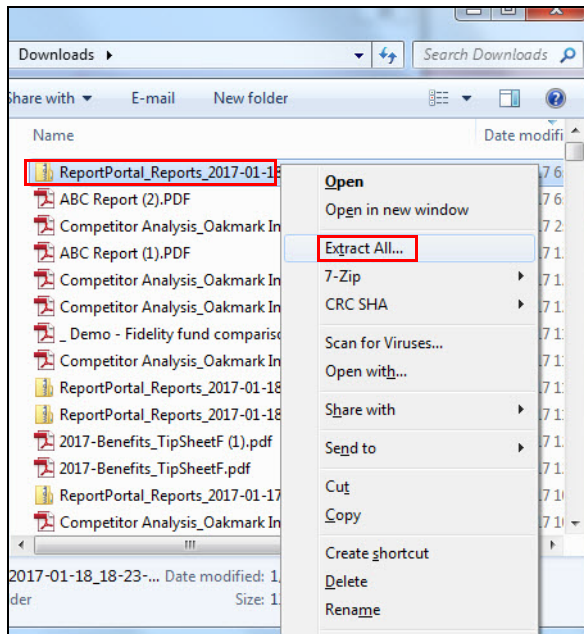 Downloads
Search Downloads
Share with
E-mail
New folder
Name
Date modifi
ReportPortal_Reports_2017-01-18
ABC Report (2).PDF
Competitor Analysis_Oakmark In
ABC Report (1).PDF
Competitor Analysis_Oakmark In
Competitor Analysis_Oakmark In
_ Demo - Fidelity fund comparisc
Competitor Analysis_Oakmark In
ReportPortal_Reports_2017-01-18
ReportPortal_Reports_2017-01-18
2017-Benefits_TipSheetF (1).pdf
2017-Benefits_TipSheetF.pdf
ReportPortal_Reports_2017-01-17
Competitor Analysis_Oakmark In
Open
Open in new window
Extract All...
7-Zip
CRC SHA
Scan for Viruses...
Open with...
Share with
Send to
Cut
Copy
Create shortcut
Delete
Rename
2017-01-18_18-23-... Date modified: 1,
der
Size: 1